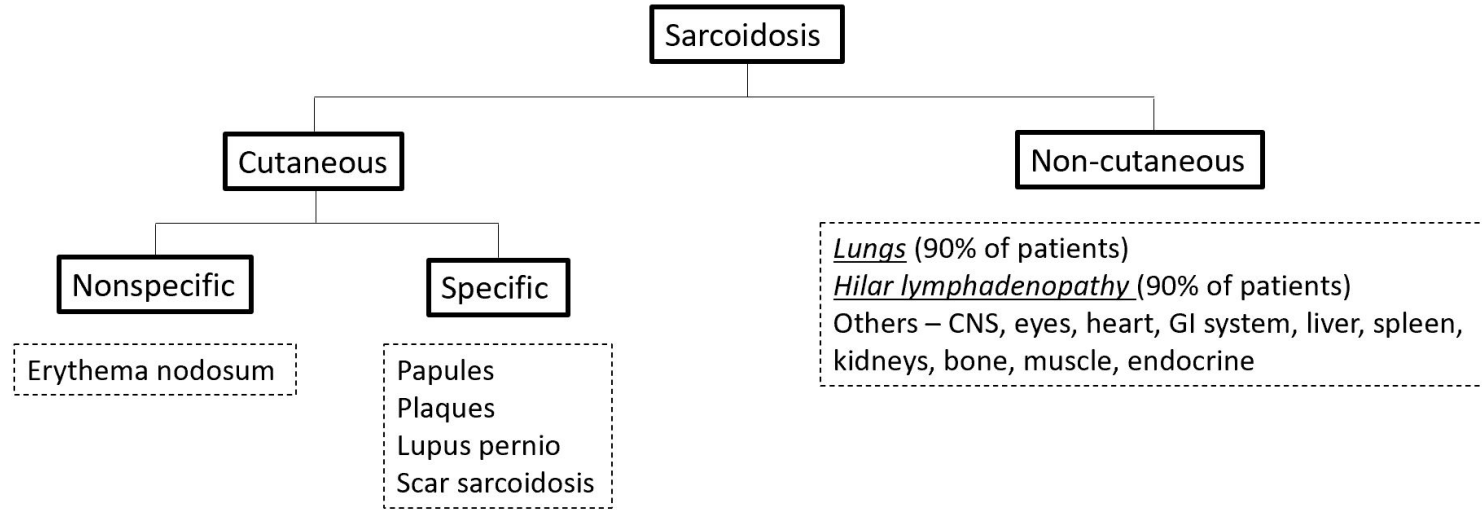 Sarcoidosis
Cutaneous
Non-cutaneous
Nonspecific
Specific
Erythema nodosum
Papules
Plaques
Lupus pernio
Scar sarcoidosis
Lungs (90% of patients)
Hilar lymphadenopathy (90% of patients)
Others – CNS, eyes, heart, GI system, liver, spleen,
kidneys, bone, muscle, endocrine